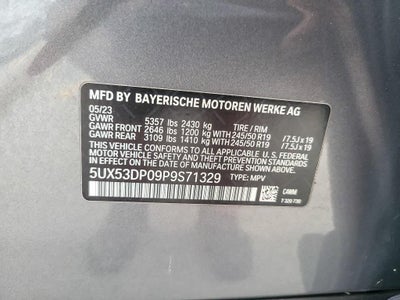 MFD BY BAYERISCHE MOTOREN WERKE AG
05/23
GVWR 5357 lbs 2430 kg TIRE / RIM
GAWR FRONT 2646 lbs 1200 kg WITH 245/50 R19 /7.5J x 19
GAWR REAR 3109 lbs 1410 kg WITH 245/50 R19 /7.5J x 19
THIS VEHICLE CONFORMS TO ALL APPLICABLE U. S. FEDERAL
MOTOR VEHICLE SAFETY, BUMPER, AND THEFT PREVENTION
STANDARDS IN EFFECT ON THE DATE OF MANUFACTURE SHOWN ABOVE.
5UX53DP09P9S71329 TYPE: MPV